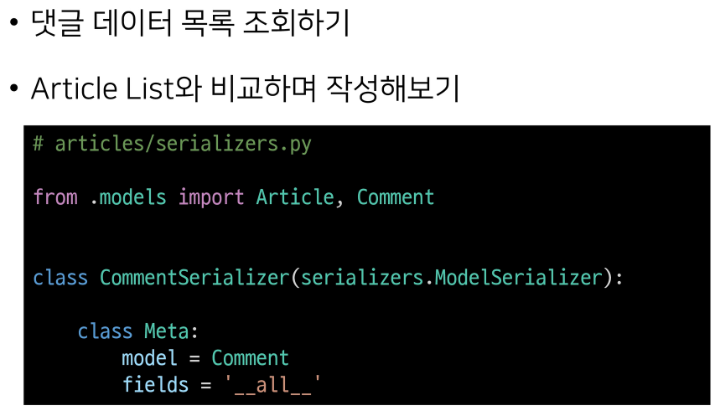 • 댓글 데이터 목록 조회하기
• Article List와 비교하며 작성해보기
# articles/serializers.py
from .models import Article, Comment
class CommentSerializer(serializers.ModelSerializer):
class Meta:
model = Comment
fields = '__all__'